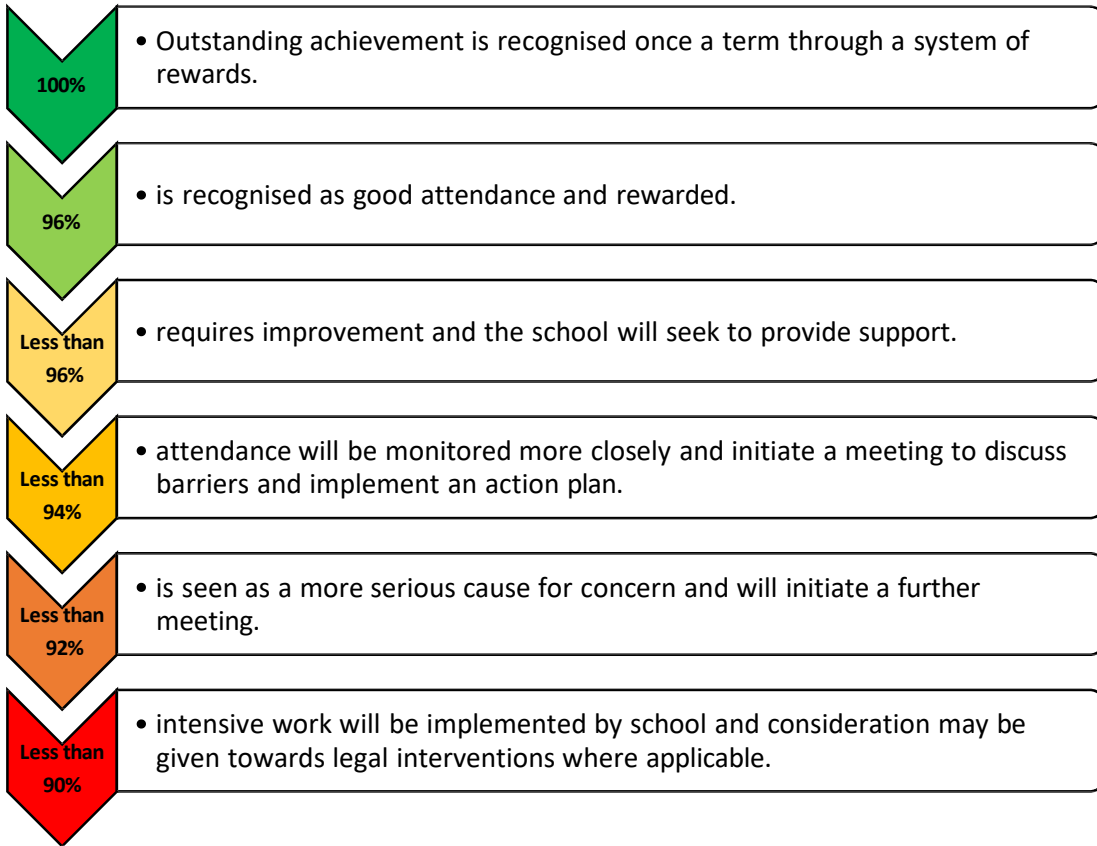 100%
• Outstanding achievement is recognised once a term through a system of
rewards.
96%
• is recognised as good attendance and rewarded.
Less than
96%
• requires improvement and the school will seek to provide support.
Less than
94%
• attendance will be monitored more closely and initiate a meeting to discuss
barriers and implement an action plan.
Less than
92%
• is seen as a more serious cause for concern and will initiate a further
meeting.
Less than
90%
• intensive work will be implemented by school and consideration may be
given towards legal interventions where applicable.